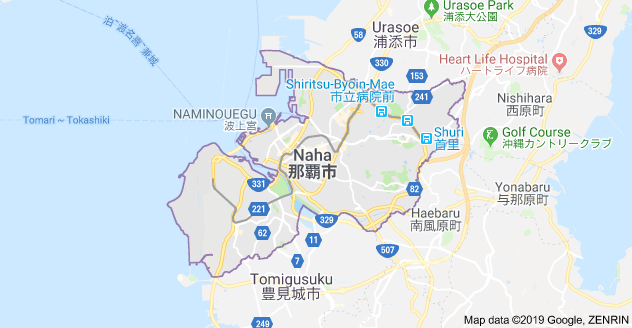 Urasoe Park
浦添大公園
Urasoe
浦添市
58
330
153
Heart Life Hospital
ハートライフ病院
Shiritsu-Byoin-Mae
市立病院前
241
Nishihara
西原町
NAMINOUEGU
波上宮
Tomari ~ Tokashiki
Shuri
首里
Golf Course
沖縄カントリークラブ
Naha
那覇市
331
82
Yonabaru
与那原町
221
Haebaru
南風原町
329
62
11
507
7
Tomigusuku
豊見城市
249
Map data ©2019 Google, ZENRIN